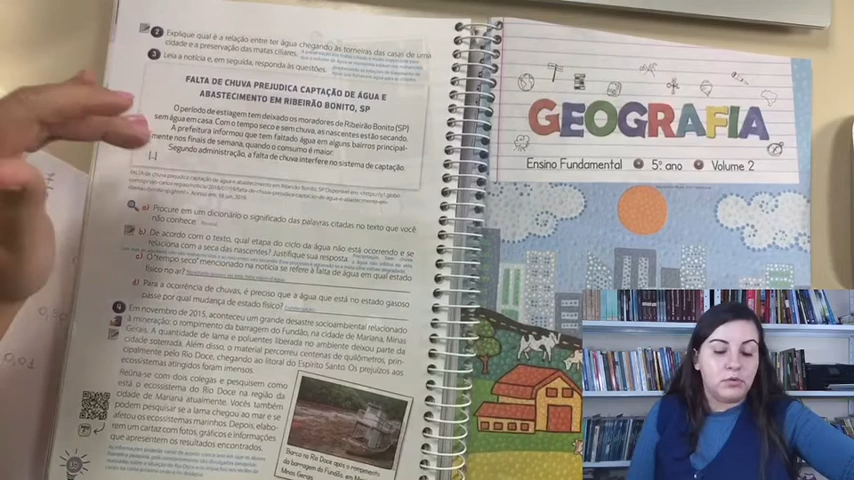 2 Explique qual é a relação entre ter água chegando às torneiras das casas de uma
cidade e a preservação das matas ciliares.
3 Leia a notícia e, em seguida, responda às questões.
FALTA DE CHUVA PREJUDICA CAPTAÇÃO DE ÁGUA E
ABASTECIMENTO EM RIBEIRÃO BONITO, SP
O período de estiagem tem deixado os moradores de Ribeirão Bonito (SP)
sem água em casa. Com o tempo seco e sem chuva, as nascentes estão secando.
A prefeitura informou que tem faltado água em alguns bairros principal-
mente nos finais de semana, quando o consumo é maior.
Segundo administração, a falta de chuva interfere no sistema de captação
a) Procure em um dicionário o significado das palavras citadas no texto que você
não conhece.
b) De acordo com o texto, qual etapa do ciclo da água não está ocorrendo e se
relaciona com a seca das nascentes? Justifique sua resposta.
c) O "tempo seco" mencionado na notícia se refere à falta de água em qual estado
físico no ar?
d) Para a ocorrência de chuvas, é preciso que a água que está no estado gasoso
passe por qual mudança de estado físico?
4 Em novembro de 2015, aconteceu um grande desastre socioambiental relacionado
à mineração: o rompimento da barragem do Fundão, na cidade de Mariana, Minas
Gerais. A quantidade de lama e poluentes liberada no ambiente deixou parte da
cidade soterrada. Além disso, o material percorreu centenas de quilômetros, prin-
cipalmente pelo Rio Doce, chegando ao litoral do Espírito Santo. Os prejuízos aos
ecossistemas atingidos foram imensos.
Reúna-se com dois colegas e pesquisem como
está o ecossistema do Rio Doce e na região da
cidade de Mariana atualmente. Vocês também
podem pesquisar se a lama chegou ao mar e se
afetou os ecossistemas marinhos. Depois, elabo-
rem um cartaz com fotos, gráficos e informações
que apresentem os resultados encontrados.
Barco no Rio Doce após o rompimento
da barragem do Fundão, em
Minas Gerais.
GEOGRAFIA
Ensino Fundamental 5º ano Volume 2